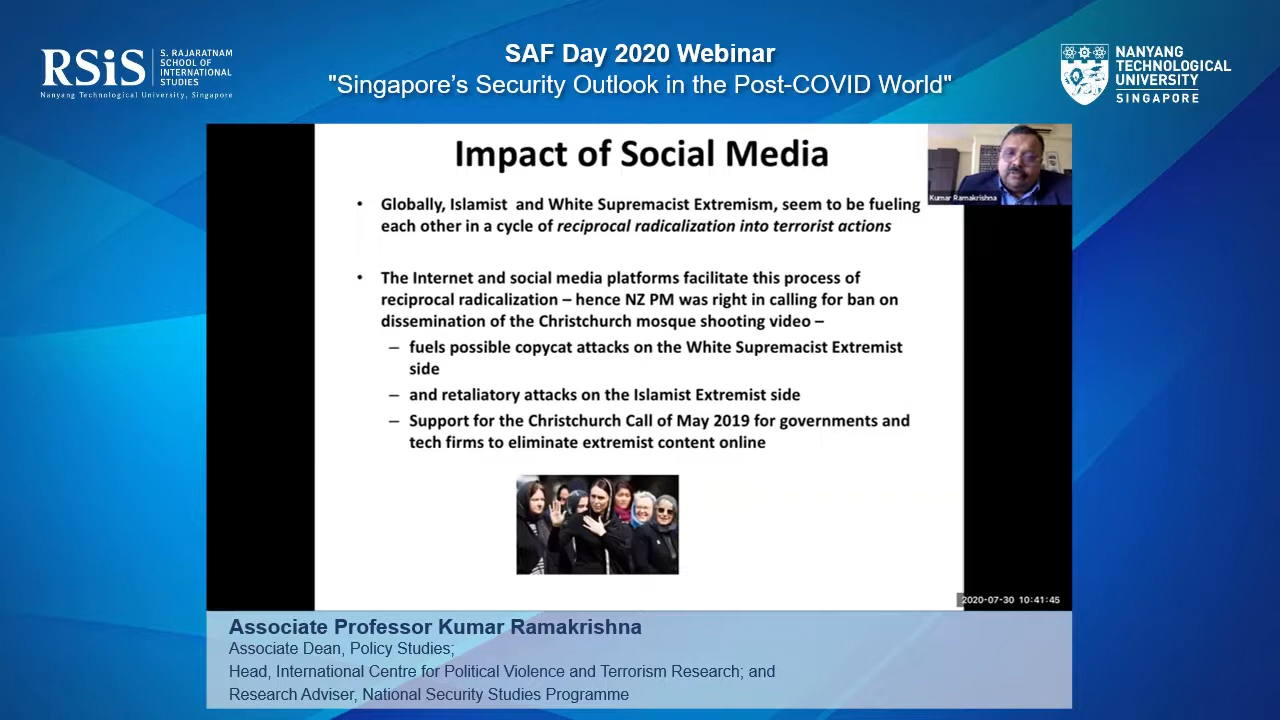 RSiS
S. RAJARATNAM
SCHOOL OF
INTERNATIONAL
STUDIES
Nanyang Technological University, Singapore
SAF Day 2020 Webinar
"Singapore’s Security Outlook in the Post-COVID World"
NANYANG
TECHNOLOGICAL
UNIVERSITY
SINGAPORE
Impact of Social Media
Kumar Ramakrishna
• Globally, Islamist and White Supremacist Extremism, seem to be fueling
each other in a cycle of reciprocal radicalization into terrorist actions
• The Internet and social media platforms facilitate this process of
reciprocal radicalization – hence NZ PM was right in calling for ban on
dissemination of the Christchurch mosque shooting video –
– fuels possible copycat attacks on the White Supremacist Extremist
side
– and retaliatory attacks on the Islamist Extremist side
– Support for the Christchurch Call of May 2019 for governments and
tech firms to eliminate extremist content online
2020-07-30 10:41:45
Associate Professor Kumar Ramakrishna
Associate Dean, Policy Studies;
Head, International Centre for Political Violence and Terrorism Research; and
Research Adviser, National Security Studies Programme